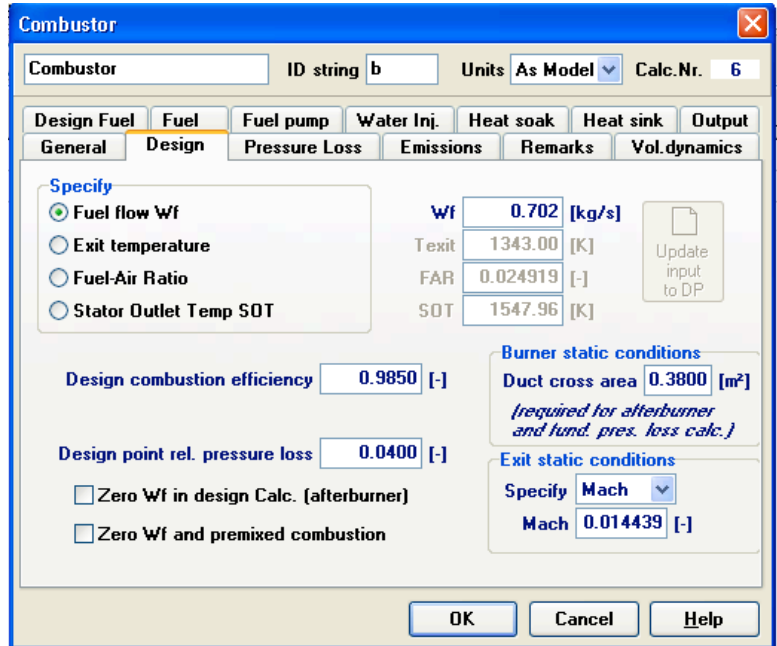 Combustor
Combustor ID string b Units As Model Calc.Nr. 6
Design Fuel Fuel Fuel pump Water Inj. Heat soak Heat sink Output
General Design Pressure Loss Emissions Remarks Vol.dynamics
Specify
Fuel flow Wf
Exit temperature
Fuel-Air Ratio
Stator Outlet Temp SOT
Wf 0.702 [kg/s]
Texit 1343.00 [K]
FAR 0.024919 [-]
SOT 1547.96 [K]
Update
input
to DP
Design combustion efficiency 0.9850 [-]
Design point rel. pressure loss 0.0400 [-]
Zero Wf in design Calc. (afterburner)
Zero Wf and premixed combustion
Burner static conditions
Duct cross area 0.3800 [m²]
(required for afterburner
and fund. pres. loss calc.)
Exit static conditions
Specify Mach
Mach 0.014439 [-]
OK Cancel Help